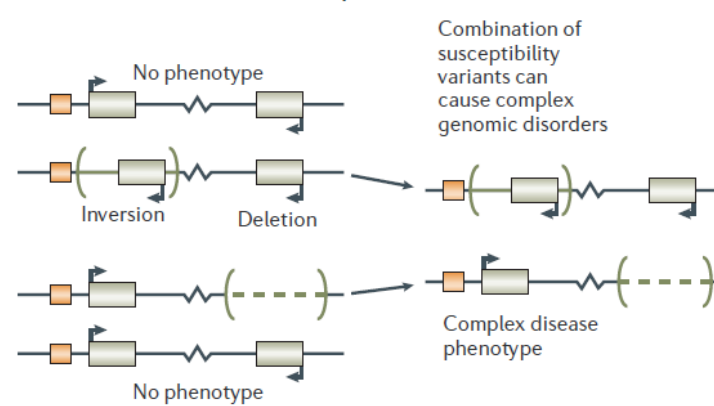 Combination of
susceptibility
variants can
cause complex
genomic disorders
No phenotype
Inversion
Deletion
Complex disease
phenotype
No phenotype